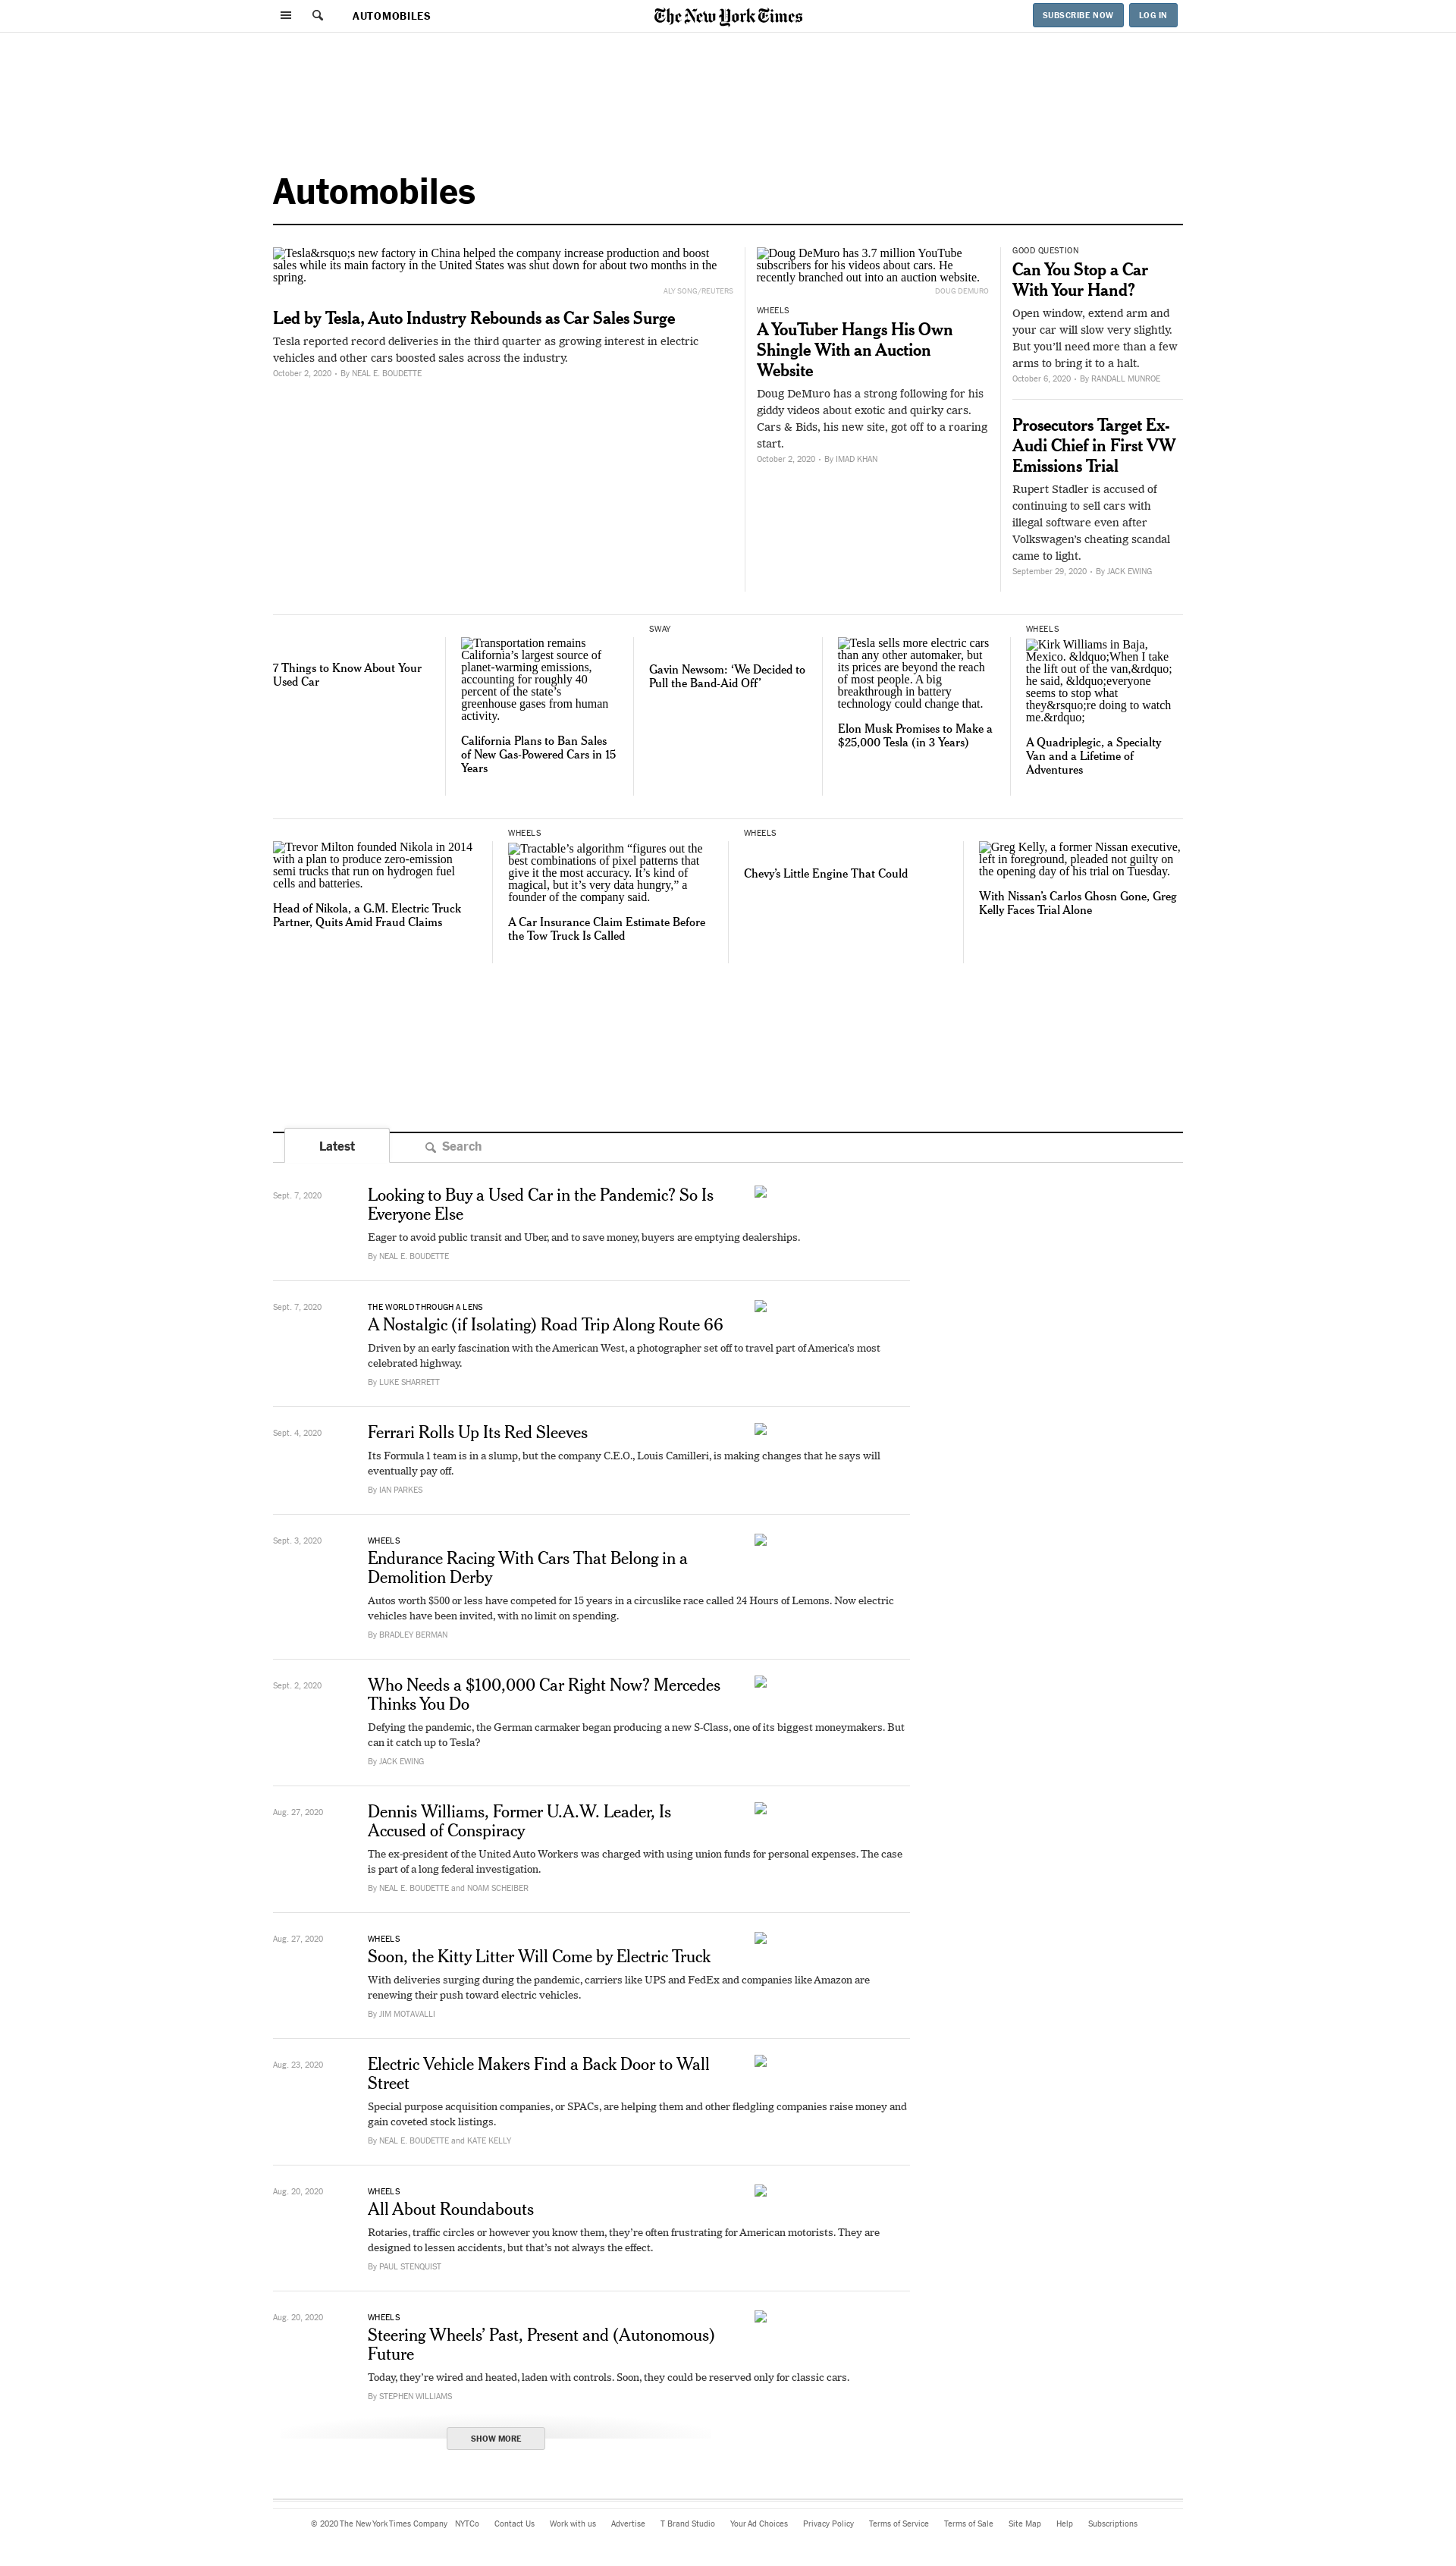 AUTOMOBILES
The New York Times
SUBSCRIBE NOW
LOG IN
Automobiles
Tesla&rsquo;s new factory in China helped the company increase production and boost
sales while its main factory in the United States was shut down for about two months in the
spring.
ALY SONG/REUTERS
Led by Tesla, Auto Industry Rebounds as Car Sales Surge
Tesla reported record deliveries in the third quarter as growing interest in electric
vehicles and other cars boosted sales across the industry.
October 2, 2020 • By NEAL E. BOUDETTE
Doug DeMuro has 3.7 million YouTube
subscribers for his videos about cars. He
recently branched out into an auction website.
DOUG DEMURO
WHEELS
A YouTuber Hangs His Own
Shingle With an Auction
Website
Doug DeMuro has a strong following for his
giddy videos about exotic and quirky cars.
Cars & Bids, his new site, got off to a roaring
start.
October 2, 2020 • By IMAD KHAN
GOOD QUESTION
Can You Stop a Car
With Your Hand?
Open window, extend arm and
your car will slow very slightly.
But you’ll need more than a few
arms to bring it to a halt.
October 6, 2020 • By RANDALL MUNROE
Prosecutors Target Ex-
Audi Chief in First VW
Emissions Trial
Rupert Stadler is accused of
continuing to sell cars with
illegal software even after
Volkswagen’s cheating scandal
came to light.
September 29, 2020 • By JACK EWING
7 Things to Know About Your
Used Car
Transportation remains
California’s largest source of
planet-warming emissions,
accounting for roughly 40
percent of the state’s
greenhouse gases from human
activity.
California Plans to Ban Sales
of New Gas-Powered Cars in 15
Years
SWAY
Gavin Newsom: ‘We Decided to
Pull the Band-Aid Off’
Tesla sells more electric cars
than any other automaker, but
its prices are beyond the reach
of most people. A big
breakthrough in battery
technology could change that.
Elon Musk Promises to Make a
$25,000 Tesla (in 3 Years)
WHEELS
Kirk Williams in Baja,
Mexico. &ldquo;When I take
the lift out of the van,&rdquo;
he said, &ldquo;everyone
seems to stop what
they&rsquo;re doing to watch
me.&rdquo;
A Quadriplegic, a Specialty
Van and a Lifetime of
Adventures
Trevor Milton founded Nikola in 2014
with a plan to produce zero-emission
semi trucks that run on hydrogen fuel
cells and batteries.
Head of Nikola, a G.M. Electric Truck
Partner, Quits Amid Fraud Claims
WHEELS
Tractable’s algorithm “figures out the
best combinations of pixel patterns that
give it the most accuracy. It’s kind of
magical, but it’s very data hungry,” a
founder of the company said.
A Car Insurance Claim Estimate Before
the Tow Truck Is Called
WHEELS
Chevy’s Little Engine That Could
Greg Kelly, a former Nissan executive,
left in foreground, pleaded not guilty on
the opening day of his trial on Tuesday.
With Nissan’s Carlos Ghosn Gone, Greg
Kelly Faces Trial Alone
Latest
Search
Sept. 7, 2020
Looking to Buy a Used Car in the Pandemic? So Is
Everyone Else
Eager to avoid public transit and Uber, and to save money, buyers are emptying dealerships.
By NEAL E. BOUDETTE
Sept. 7, 2020
THE WORLD THROUGH A LENS
A Nostalgic (if Isolating) Road Trip Along Route 66
Driven by an early fascination with the American West, a photographer set off to travel part of America’s most
celebrated highway.
By LUKE SHARRETT
Sept. 4, 2020
Ferrari Rolls Up Its Red Sleeves
Its Formula 1 team is in a slump, but the company C.E.O., Louis Camilleri, is making changes that he says will
eventually pay off.
By IAN PARKES
Sept. 3, 2020
WHEELS
Endurance Racing With Cars That Belong in a
Demolition Derby
Autos worth $500 or less have competed for 15 years in a circuslike race called 24 Hours of Lemons. Now electric
vehicles have been invited, with no limit on spending.
By BRADLEY BERMAN
Sept. 2, 2020
Who Needs a $100,000 Car Right Now? Mercedes
Thinks You Do
Defying the pandemic, the German carmaker began producing a new S-Class, one of its biggest moneymakers. But
can it catch up to Tesla?
By JACK EWING
Aug. 27, 2020
Dennis Williams, Former U.A.W. Leader, Is
Accused of Conspiracy
The ex-president of the United Auto Workers was charged with using union funds for personal expenses. The case
is part of a long federal investigation.
By NEAL E. BOUDETTE and NOAM SCHEIBER
Aug. 27, 2020
WHEELS
Soon, the Kitty Litter Will Come by Electric Truck
With deliveries surging during the pandemic, carriers like UPS and FedEx and companies like Amazon are
renewing their push toward electric vehicles.
By JIM MOTAVALLI
Aug. 23, 2020
Electric Vehicle Makers Find a Back Door to Wall
Street
Special purpose acquisition companies, or SPACs, are helping them and other fledgling companies raise money and
gain coveted stock listings.
By NEAL E. BOUDETTE and KATE KELLY
Aug. 20, 2020
WHEELS
All About Roundabouts
Rotaries, traffic circles or however you know them, they’re often frustrating for American motorists. They are
designed to lessen accidents, but that’s not always the effect.
By PAUL STENQUIST
Aug. 20, 2020
WHEELS
Steering Wheels’ Past, Present and (Autonomous)
Future
Today, they’re wired and heated, laden with controls. Soon, they could be reserved only for classic cars.
By STEPHEN WILLIAMS
SHOW MORE
© 2020 The New York Times Company NYTCo Contact Us Work with us Advertise T Brand Studio Your Ad Choices Privacy Policy Terms of Service Terms of Sale Site Map Help Subscriptions